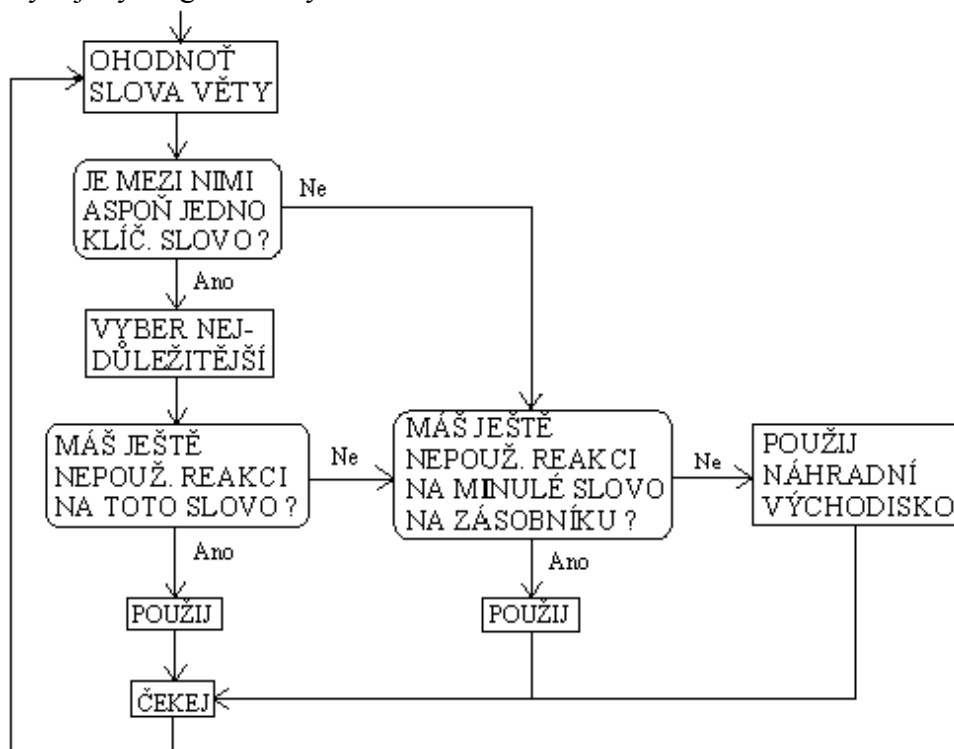 OHODNOŤ
SLOVA VĚTY
JE MEZI NIMI
ASPOŇ JEDNO
KLÍČ. SLOVO ?
Ne
Ano
VYBER NEJ-
DŮLEŽITĚJŠÍ
MÁŠ JEŠTĚ
NEPOUŽ. REAKCI
NA TOTO SLOVO ?
Ne
MÁŠ JEŠTĚ
NEPOUŽ. REAKCI
NA MINULÉ SLOVO
NA ZÁSOBNÍKU ?
Ne
POUŽIJ
NÁHRADNÍ
VÝCHODISKO
Ano
Ano
POUŽIJ
POUŽIJ
ČEKEJ